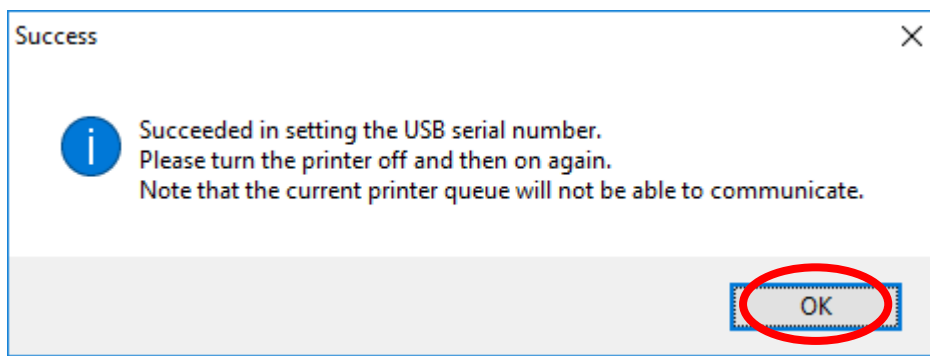 Success
Succeeded in setting the USB serial number.
Please turn the printer off and then on again.
Note that the current printer queue will not be able to communicate.
OK